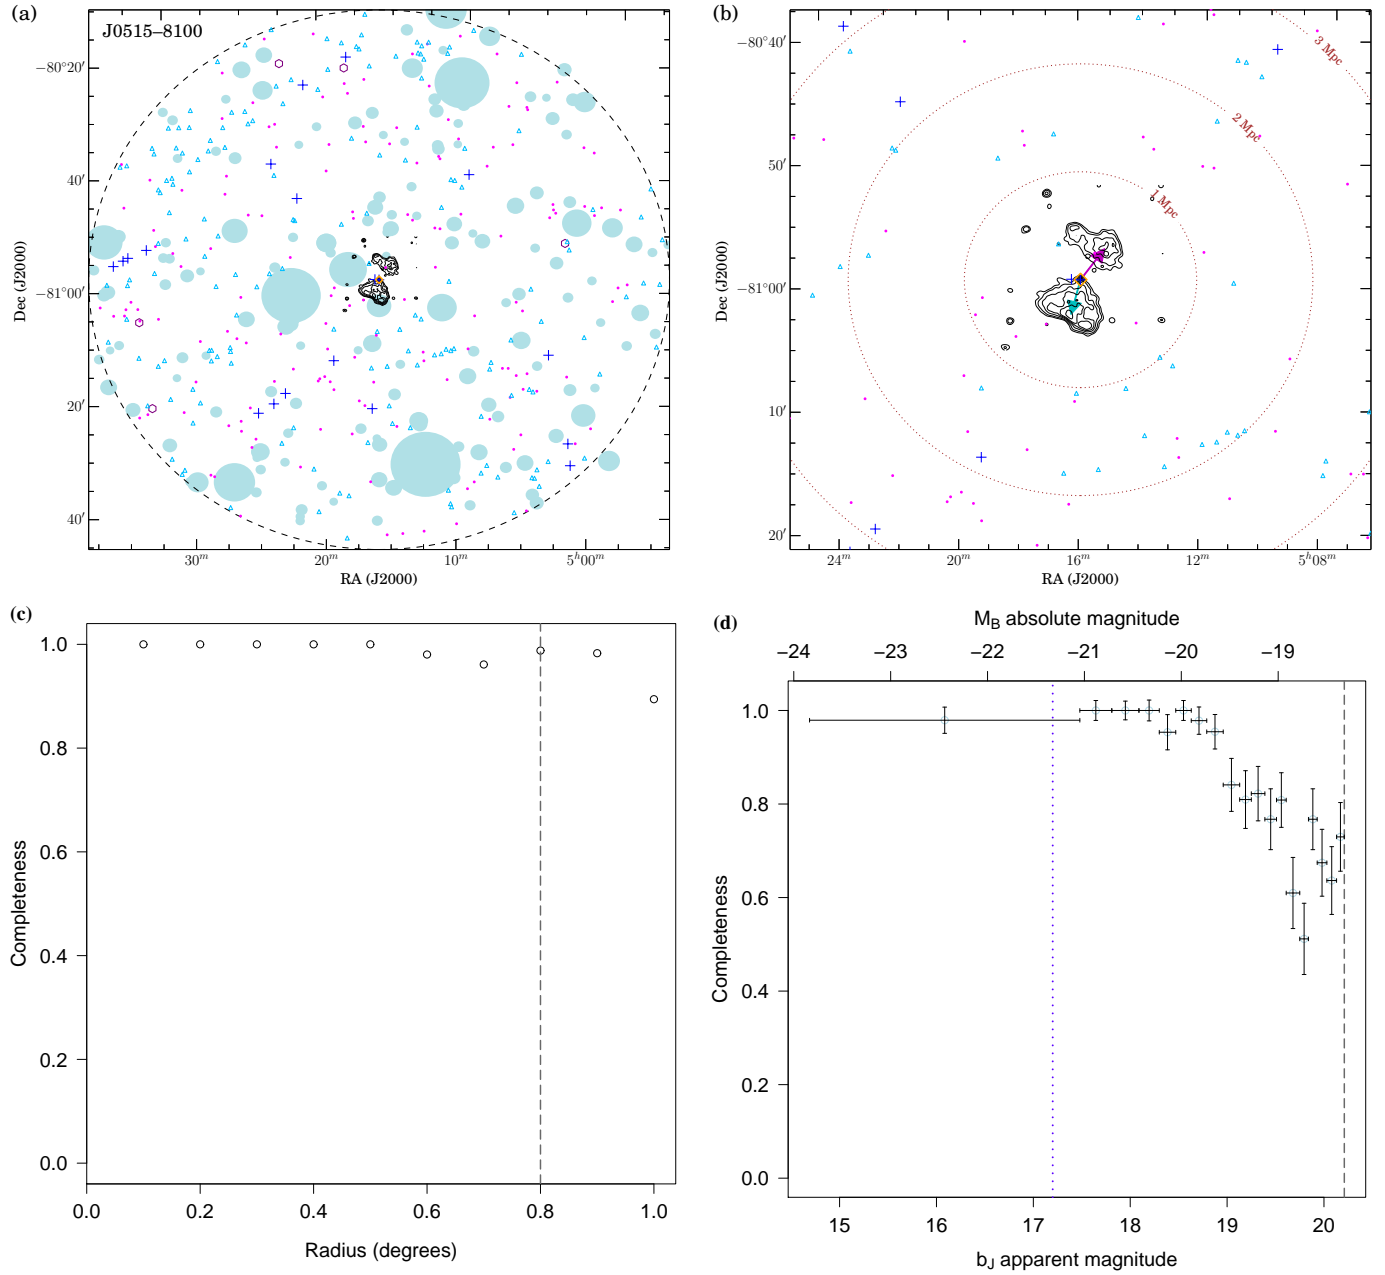 (a)
J0515–8100
Dec (J2000)
−80°20′
40′
−81°00′
20′
40′
30ᵐ 20ᵐ 10ᵐ 5ʰ00ᵐ
RA (J2000)
(b)
Dec (J2000)
−80°40′
50′
−81°00′
10′
20′
3 Mpc
2 Mpc
1 Mpc
24ᵐ 20ᵐ 16ᵐ 12ᵐ 5ʰ08ᵐ
RA (J2000)
(c)
Completeness
1.0
0.8
0.6
0.4
0.2
0.0
0.0 0.2 0.4 0.6 0.8 1.0
Radius (degrees)
(d)
M_B absolute magnitude
−24 −23 −22 −21 −20 −19
Completeness
1.0
0.8
0.6
0.4
0.2
0.0
15 16 17 18 19 20
b_J apparent magnitude